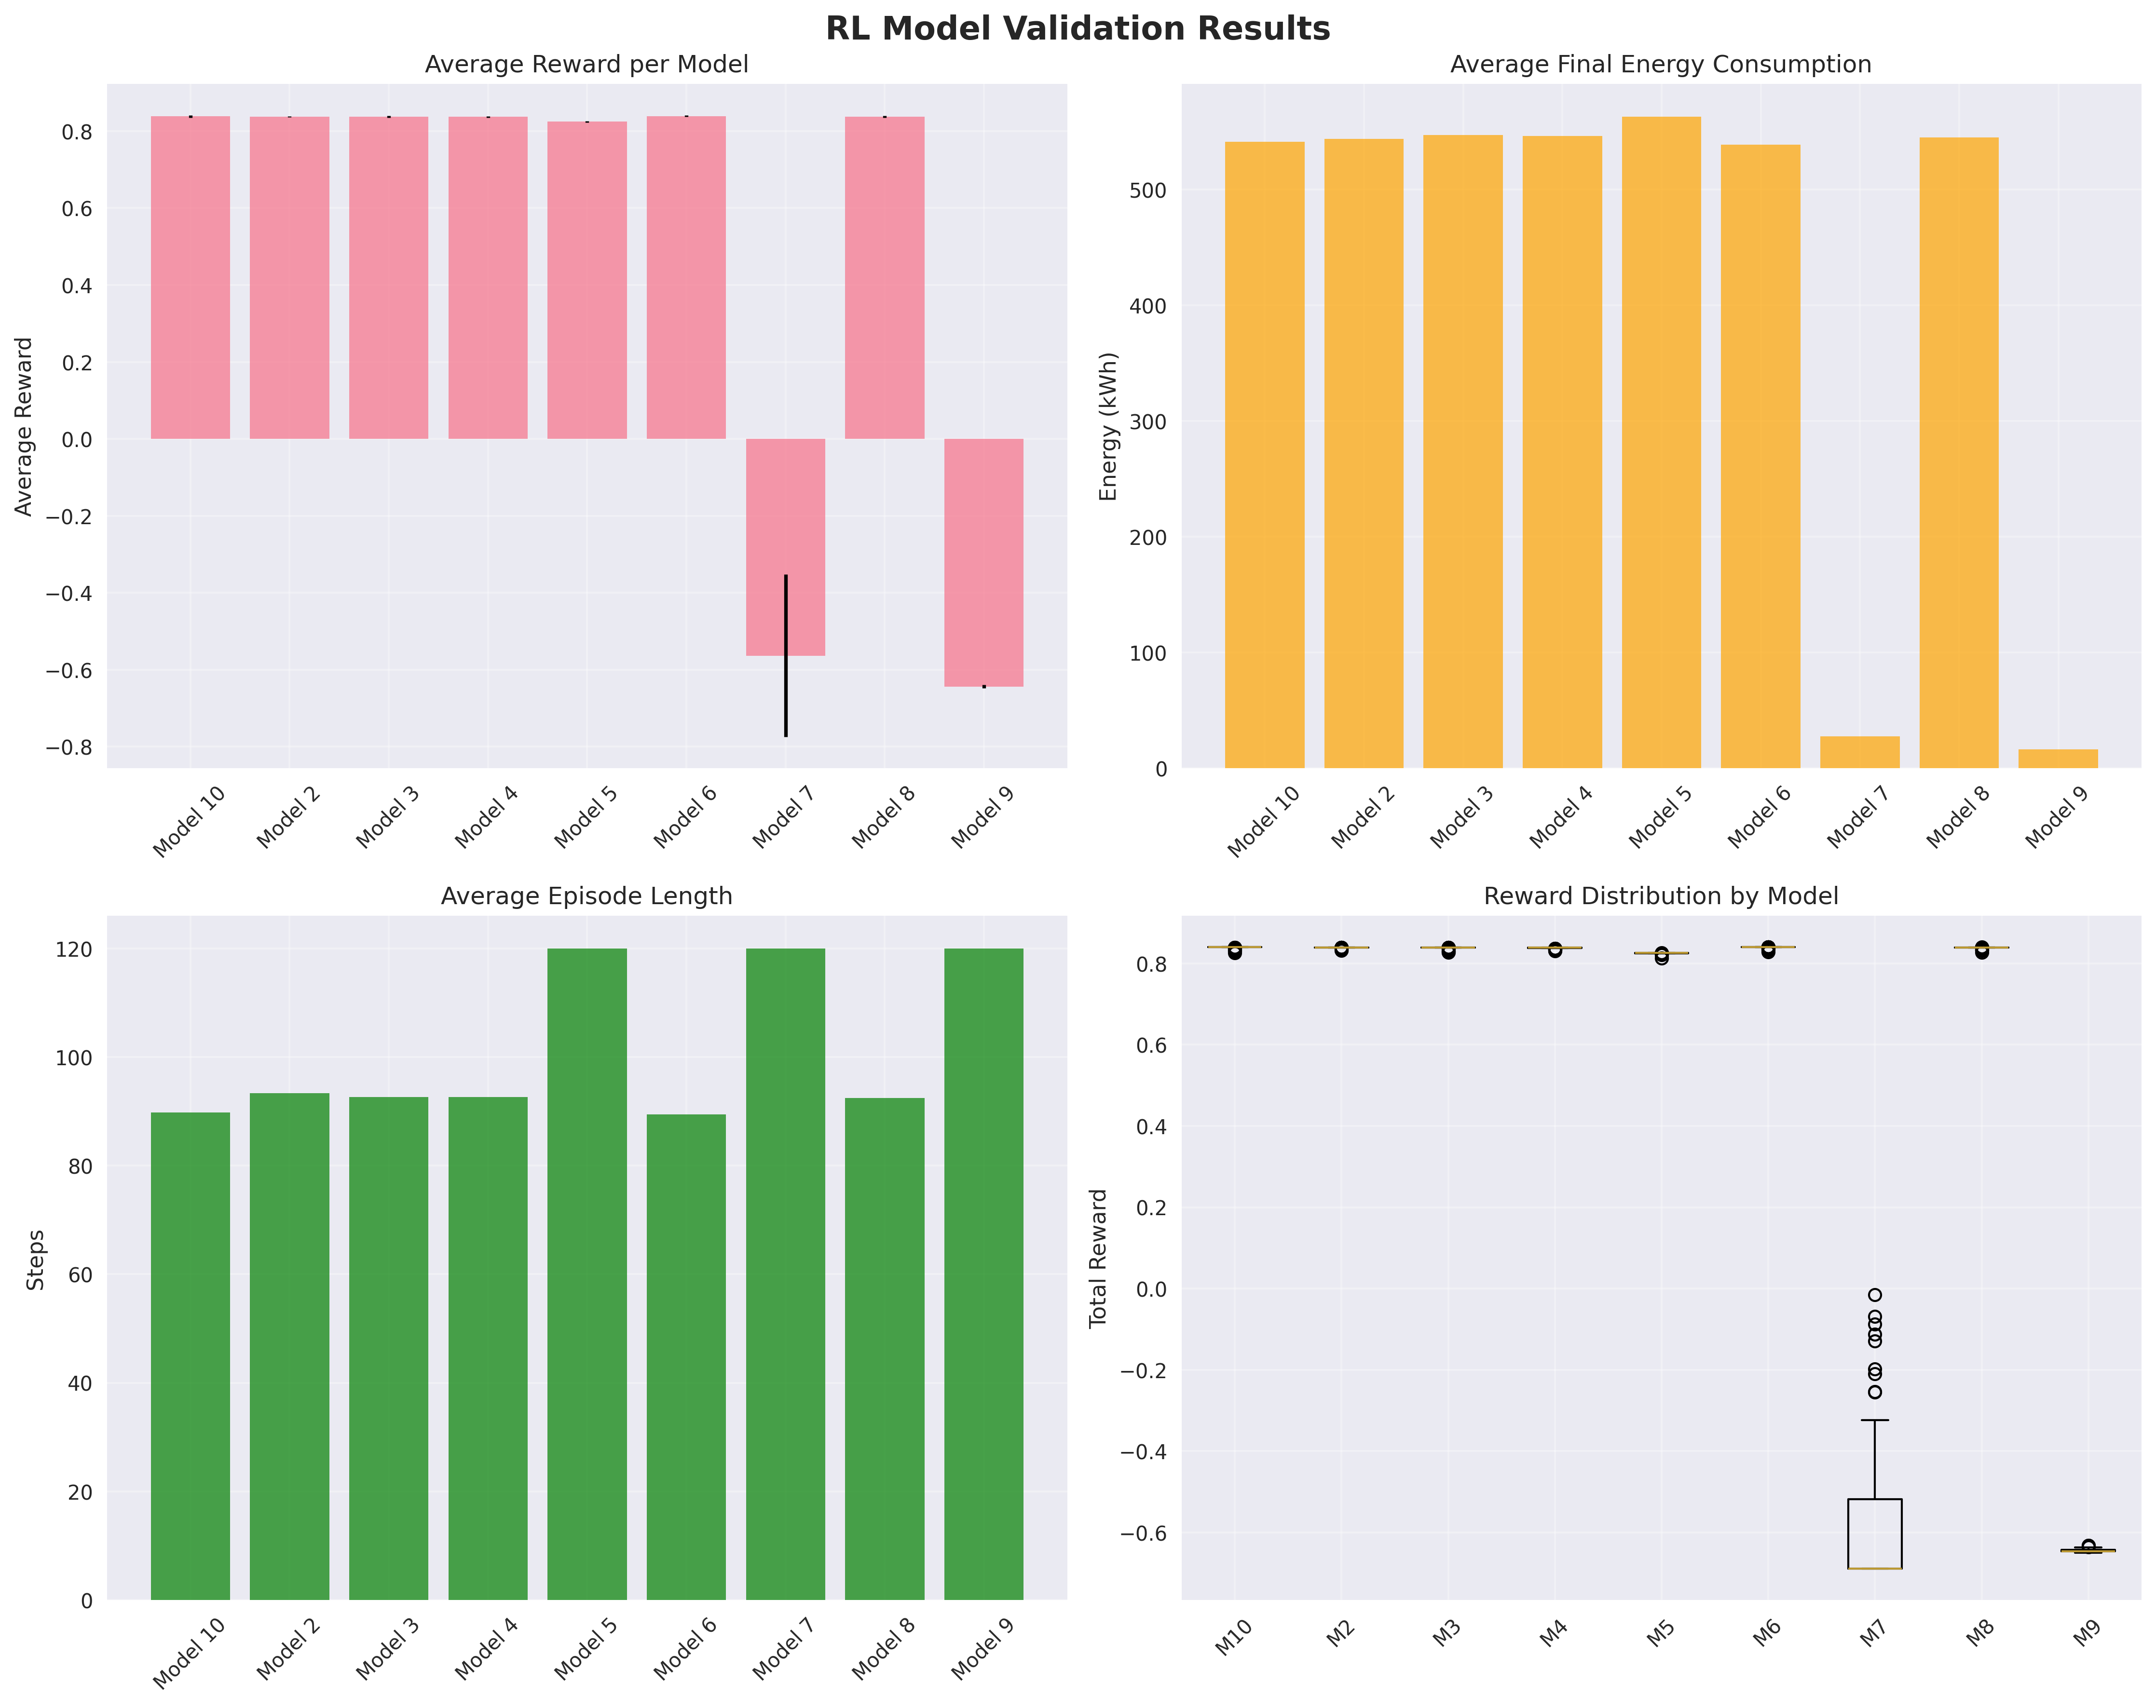 RL Model Validation Results
Average Reward per Model
Average Reward
0.8
0.6
0.4
0.2
0.0
−0.2
−0.4
−0.6
−0.8
Model 10
Model 2
Model 3
Model 4
Model 5
Model 6
Model 7
Model 8
Model 9
Average Final Energy Consumption
Energy (kWh)
500
400
300
200
100
0
Model 10
Model 2
Model 3
Model 4
Model 5
Model 6
Model 7
Model 8
Model 9
Average Episode Length
Steps
120
100
80
60
40
20
0
Model 10
Model 2
Model 3
Model 4
Model 5
Model 6
Model 7
Model 8
Model 9
Reward Distribution by Model
Total Reward
0.8
0.6
0.4
0.2
0.0
−0.2
−0.4
−0.6
M10
M2
M3
M4
M5
M6
M7
M8
M9